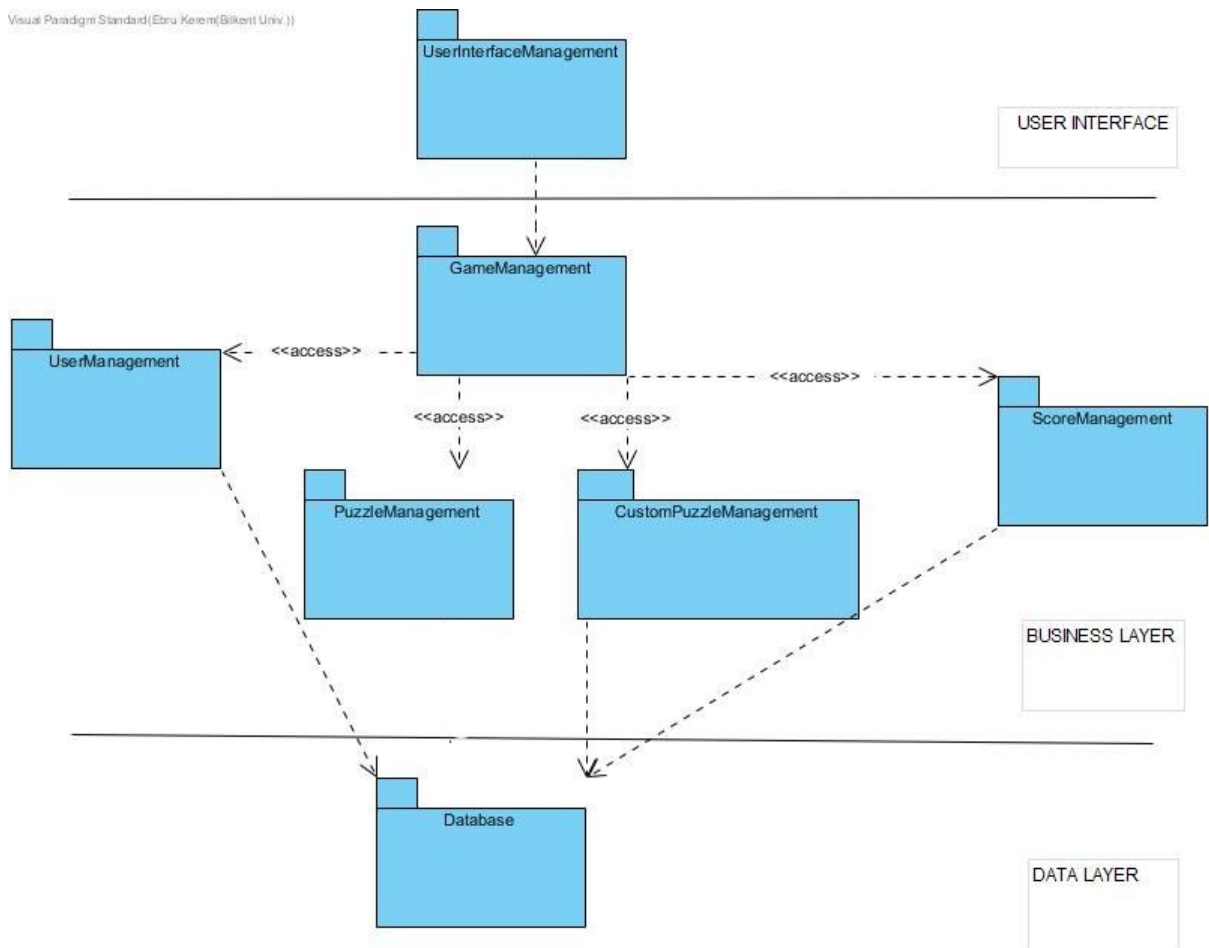 Visual Paradigm Standard(Ebru Kerem(Bilkent Univ.))
UserInterfaceManagement
USER INTERFACE
GameManagement
<<access>>
UserManagement
<<access>>
<<access>>
<<access>>
ScoreManagement
PuzzleManagement
CustomPuzzleManagement
BUSINESS LAYER
Database
DATA LAYER